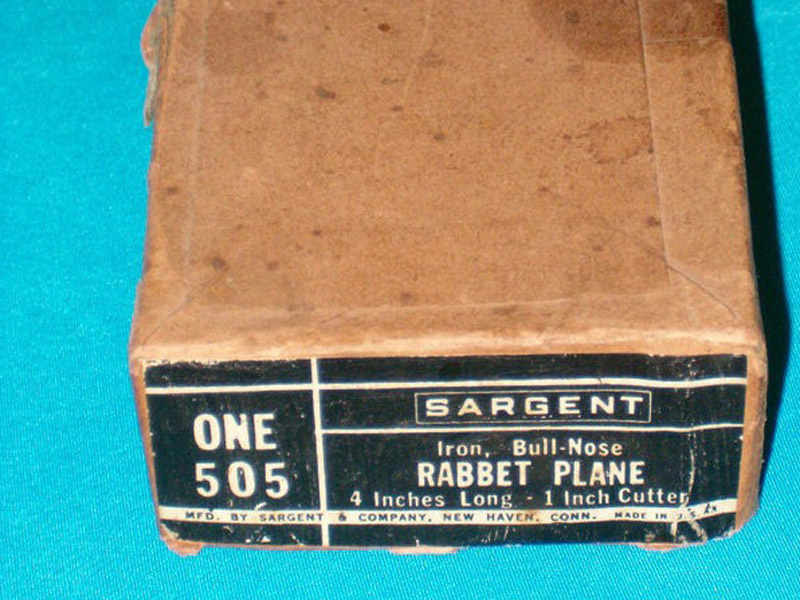 ONE
505
SARGENT
Iron, Bull-Nose
RABBET PLANE
4 Inches Long - 1 Inch Cutter
MFD. BY SARGENT & COMPANY, NEW HAVEN, CONN. MADE IN U.S.A.